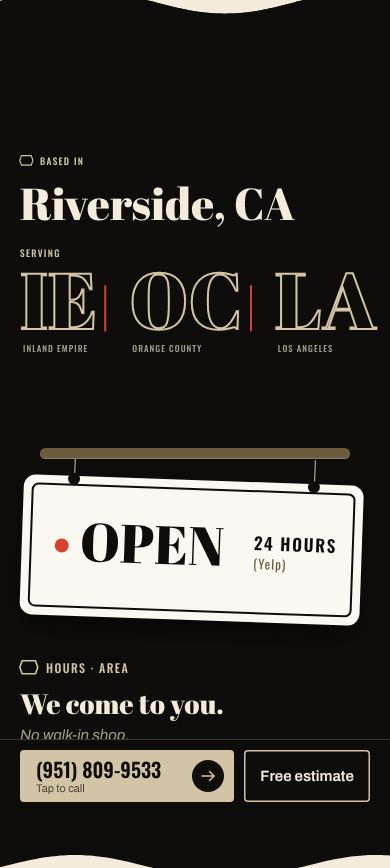 BASED IN
Riverside, CA
SERVING
IE OC LA
INLAND EMPIRE ORANGE COUNTY LOS ANGELES
OPEN 24 HOURS
(Yelp)
HOURS · AREA
We come to you.
No walk-in shop.
(951) 809-9533
Tap to call
Free estimate